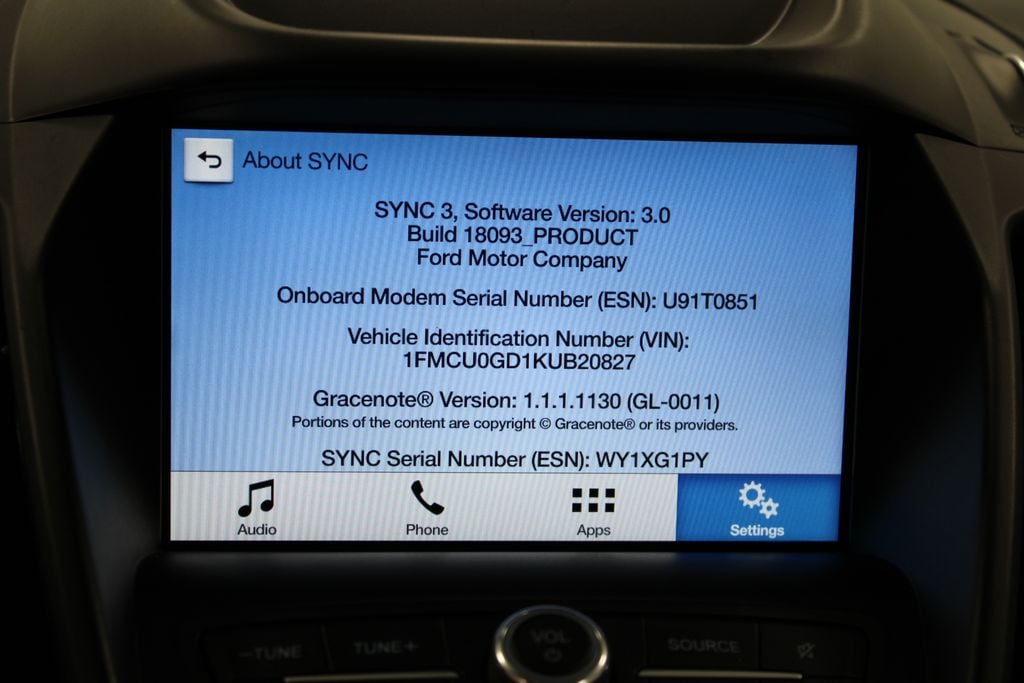 About SYNC
SYNC 3, Software Version: 3.0
Build 18093_PRODUCT
Ford Motor Company
Onboard Modem Serial Number (ESN): U91T0851
Vehicle Identification Number (VIN):
1FMCU0GD1KUB20827
Gracenote® Version: 1.1.1.1130 (GL-0011)
Portions of the content are copyright © Gracenote® or its providers.
SYNC Serial Number (ESN): WY1XG1PY
Audio Phone Apps Settings
−TUNE TUNE+ VOL SOURCE